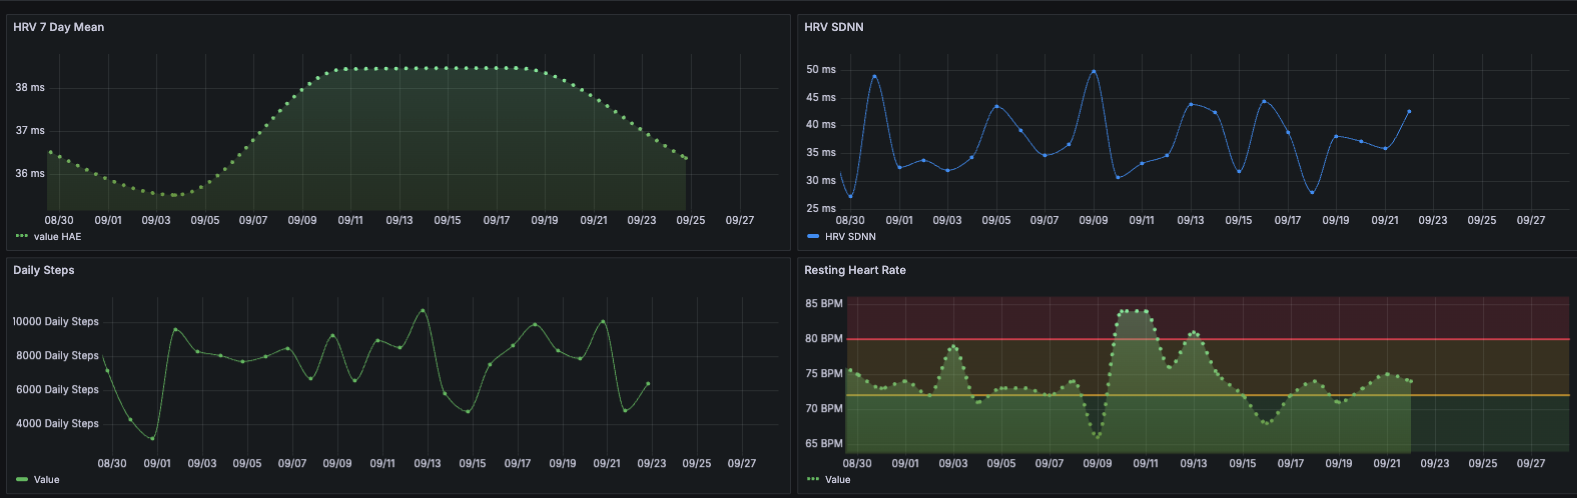 HRV 7 Day Mean
38 ms
37 ms
36 ms
08/30 09/01 09/03 09/05 09/07 09/09 09/11 09/13 09/15 09/17 09/19 09/21 09/23 09/25 09/27
value HAE
HRV SDNN
50 ms
45 ms
40 ms
35 ms
30 ms
25 ms
08/30 09/01 09/03 09/05 09/07 09/09 09/11 09/13 09/15 09/17 09/19 09/21 09/23 09/25 09/27
HRV SDNN
Daily Steps
10000 Daily Steps
8000 Daily Steps
6000 Daily Steps
4000 Daily Steps
08/30 09/01 09/03 09/05 09/07 09/09 09/11 09/13 09/15 09/17 09/19 09/21 09/23 09/25 09/27
Value
Resting Heart Rate
85 BPM
80 BPM
75 BPM
70 BPM
65 BPM
08/30 09/01 09/03 09/05 09/07 09/09 09/11 09/13 09/15 09/17 09/19 09/21 09/23 09/25 09/27
Value